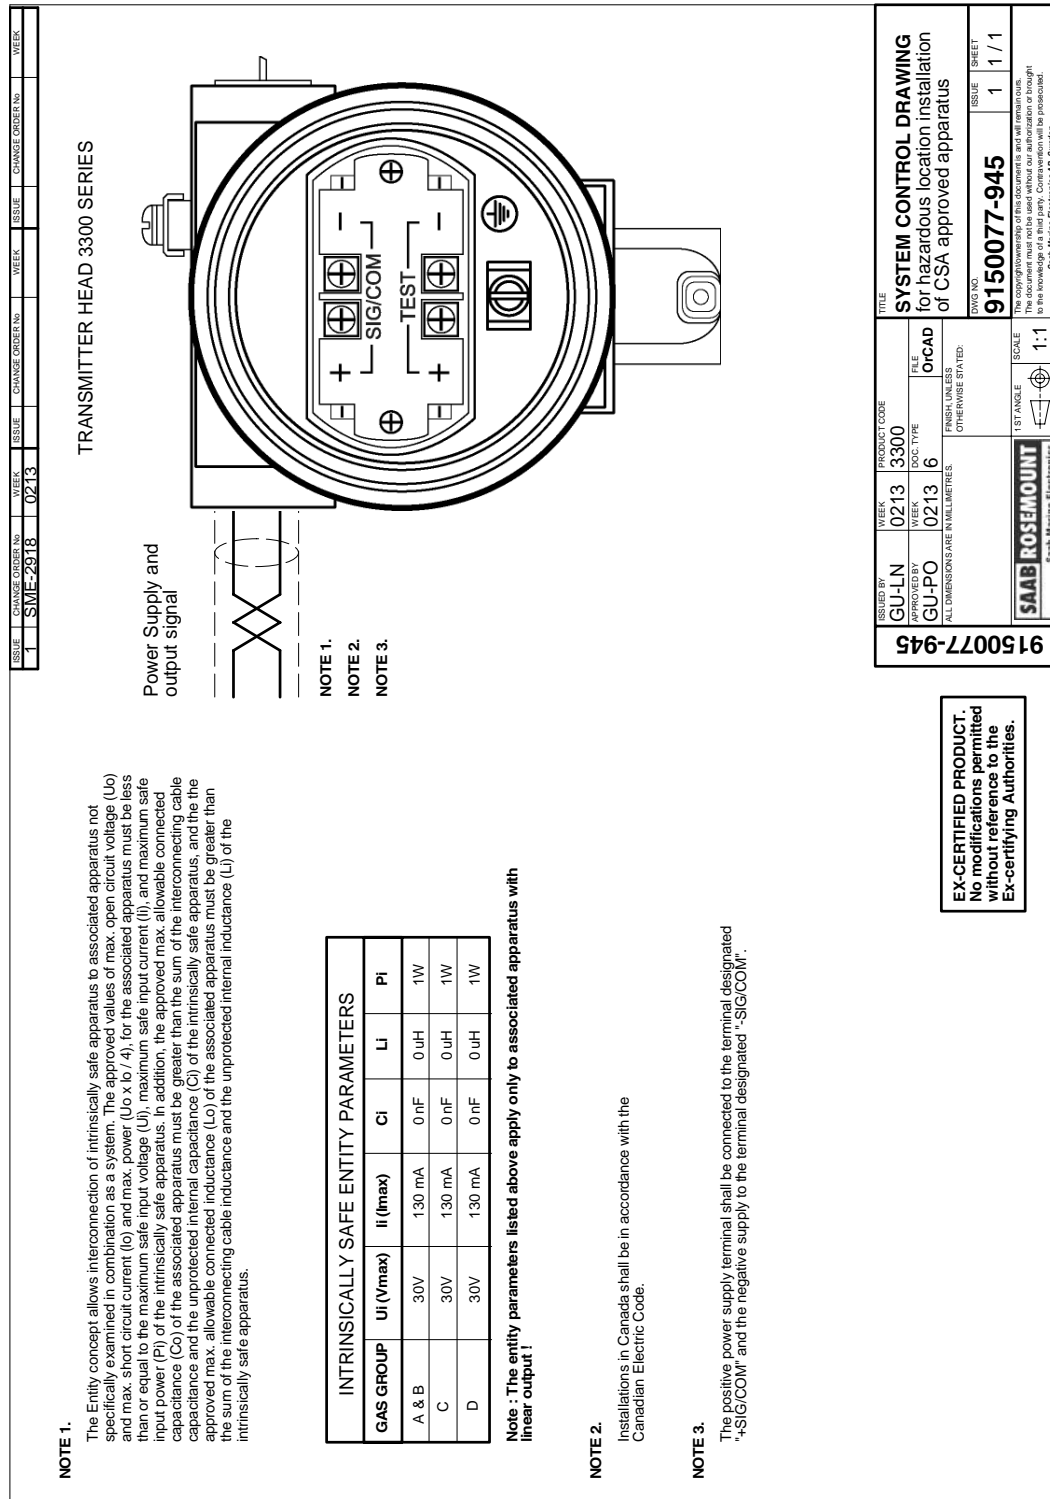 ISSUE CHANGE ORDER No WEEK ISSUE CHANGE ORDER No WEEK ISSUE CHANGE ORDER No WEEK
1 SME-2918 0213
NOTE 1.
The Entity concept allows interconnection of intrinsically safe apparatus to associated apparatus not
specifically examined in combination as a system. The approved values of max. open circuit voltage (Uo)
and max. short circuit current (Io) and max. power (Uo x Io / 4), for the associated apparatus must be less
than or equal to the maximum safe input voltage (Ui), maximum safe input current (Ii), and maximum safe
input power (Pi) of the intrinsically safe apparatus. In addition, the approved max. allowable connected
capacitance (Co) of the associated apparatus must be greater than the sum of the interconnecting cable
capacitance and the unprotected internal capacitance (Ci) of the intrinsically safe apparatus, and the the
approved max. allowable connected inductance (Lo) of the associated apparatus must be greater than
the sum of the interconnecting cable inductance and the unprotected internal inductance (Li) of the
intrinsically safe apparatus.
INTRINSICALLY SAFE ENTITY PARAMETERS
GAS GROUP Ui (Vmax) Ii (Imax) Ci Li Pi
A & B 30V 130 mA 0 nF 0 uH 1W
C 30V 130 mA 0 nF 0 uH 1W
D 30V 130 mA 0 nF 0 uH 1W
Note : The entity parameters listed above apply only to associated apparatus with
linear output !
NOTE 2.
Installations in Canada shall be in accordance with the
Canadian Electric Code.
NOTE 3.
The positive power supply terminal shall be connected to the terminal designated
"+SIG/COM" and the negative supply to the terminal designated "-SIG/COM".
TRANSMITTER HEAD 3300 SERIES
Power Supply and
output signal
NOTE 1.
NOTE 2.
NOTE 3.
+ SIG/COM −
+ TEST −
EX-CERTIFIED PRODUCT.
No modifications permitted
without reference to the
Ex-certifying Authorities.
9150077-945
ISSUED BY WEEK PRODUCT CODE
GU-LN 0213 3300
APPROVED BY WEEK DOC. TYPE FILE
GU-PO 0213 6 OrCAD
ALL DIMENSIONS ARE IN MILLIMETRES.
FINISH, UNLESS
OTHERWISE STATED:
SAAB ROSEMOUNT
1 ST ANGLE SCALE
1:1
TITLE
SYSTEM CONTROL DRAWING
for hazardous location installation
of CSA approved apparatus
DWG NO. ISSUE SHEET
9150077-945 1 1 / 1
The copyright/ownership of this document is and will remain ours.
The document must not be used without our authorization or brought
to the knowledge of a third party. Contravention will be prosecuted.